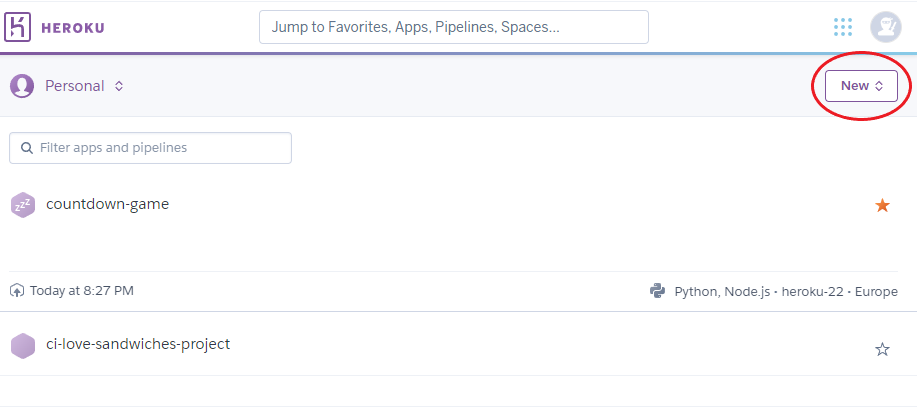 HEROKU
Jump to Favorites, Apps, Pipelines, Spaces...
Personal
New
Filter apps and pipelines
zzz
countdown-game
Today at 8:27 PM
Python, Node.js • heroku-22 • Europe
ci-love-sandwiches-project